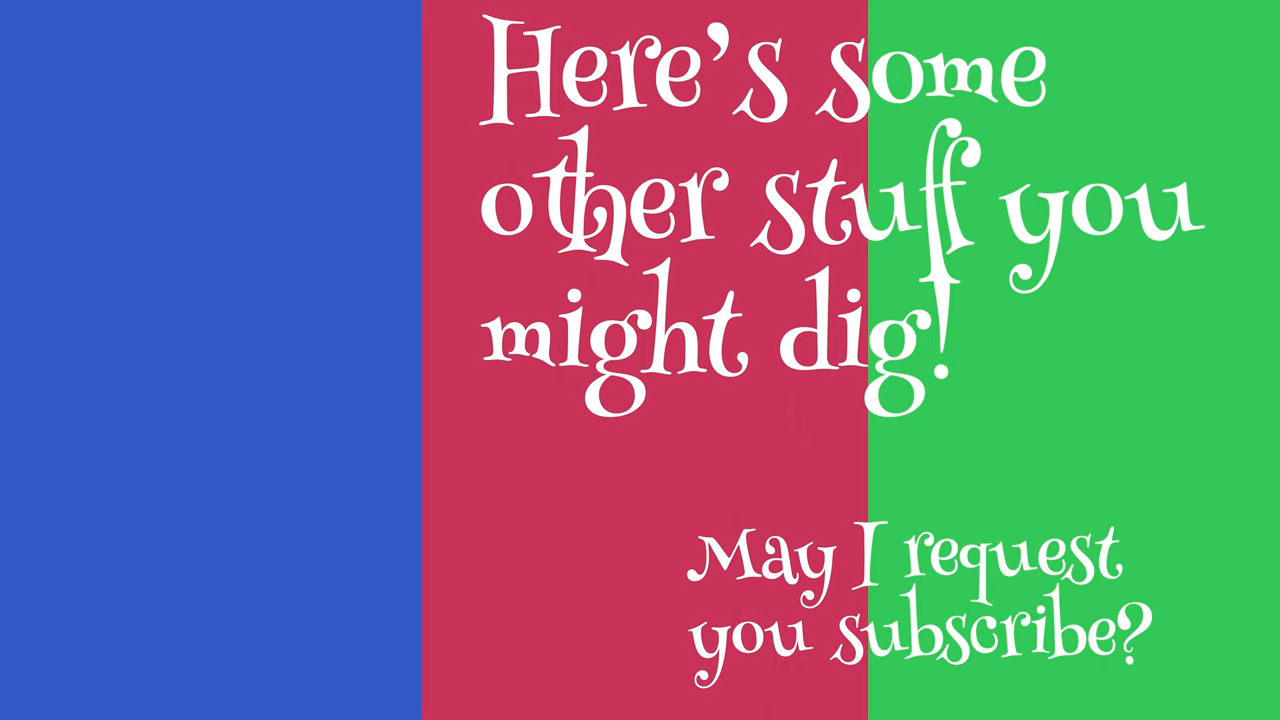 Here's some
other stuff you
might dig!
May I request
you subscribe?